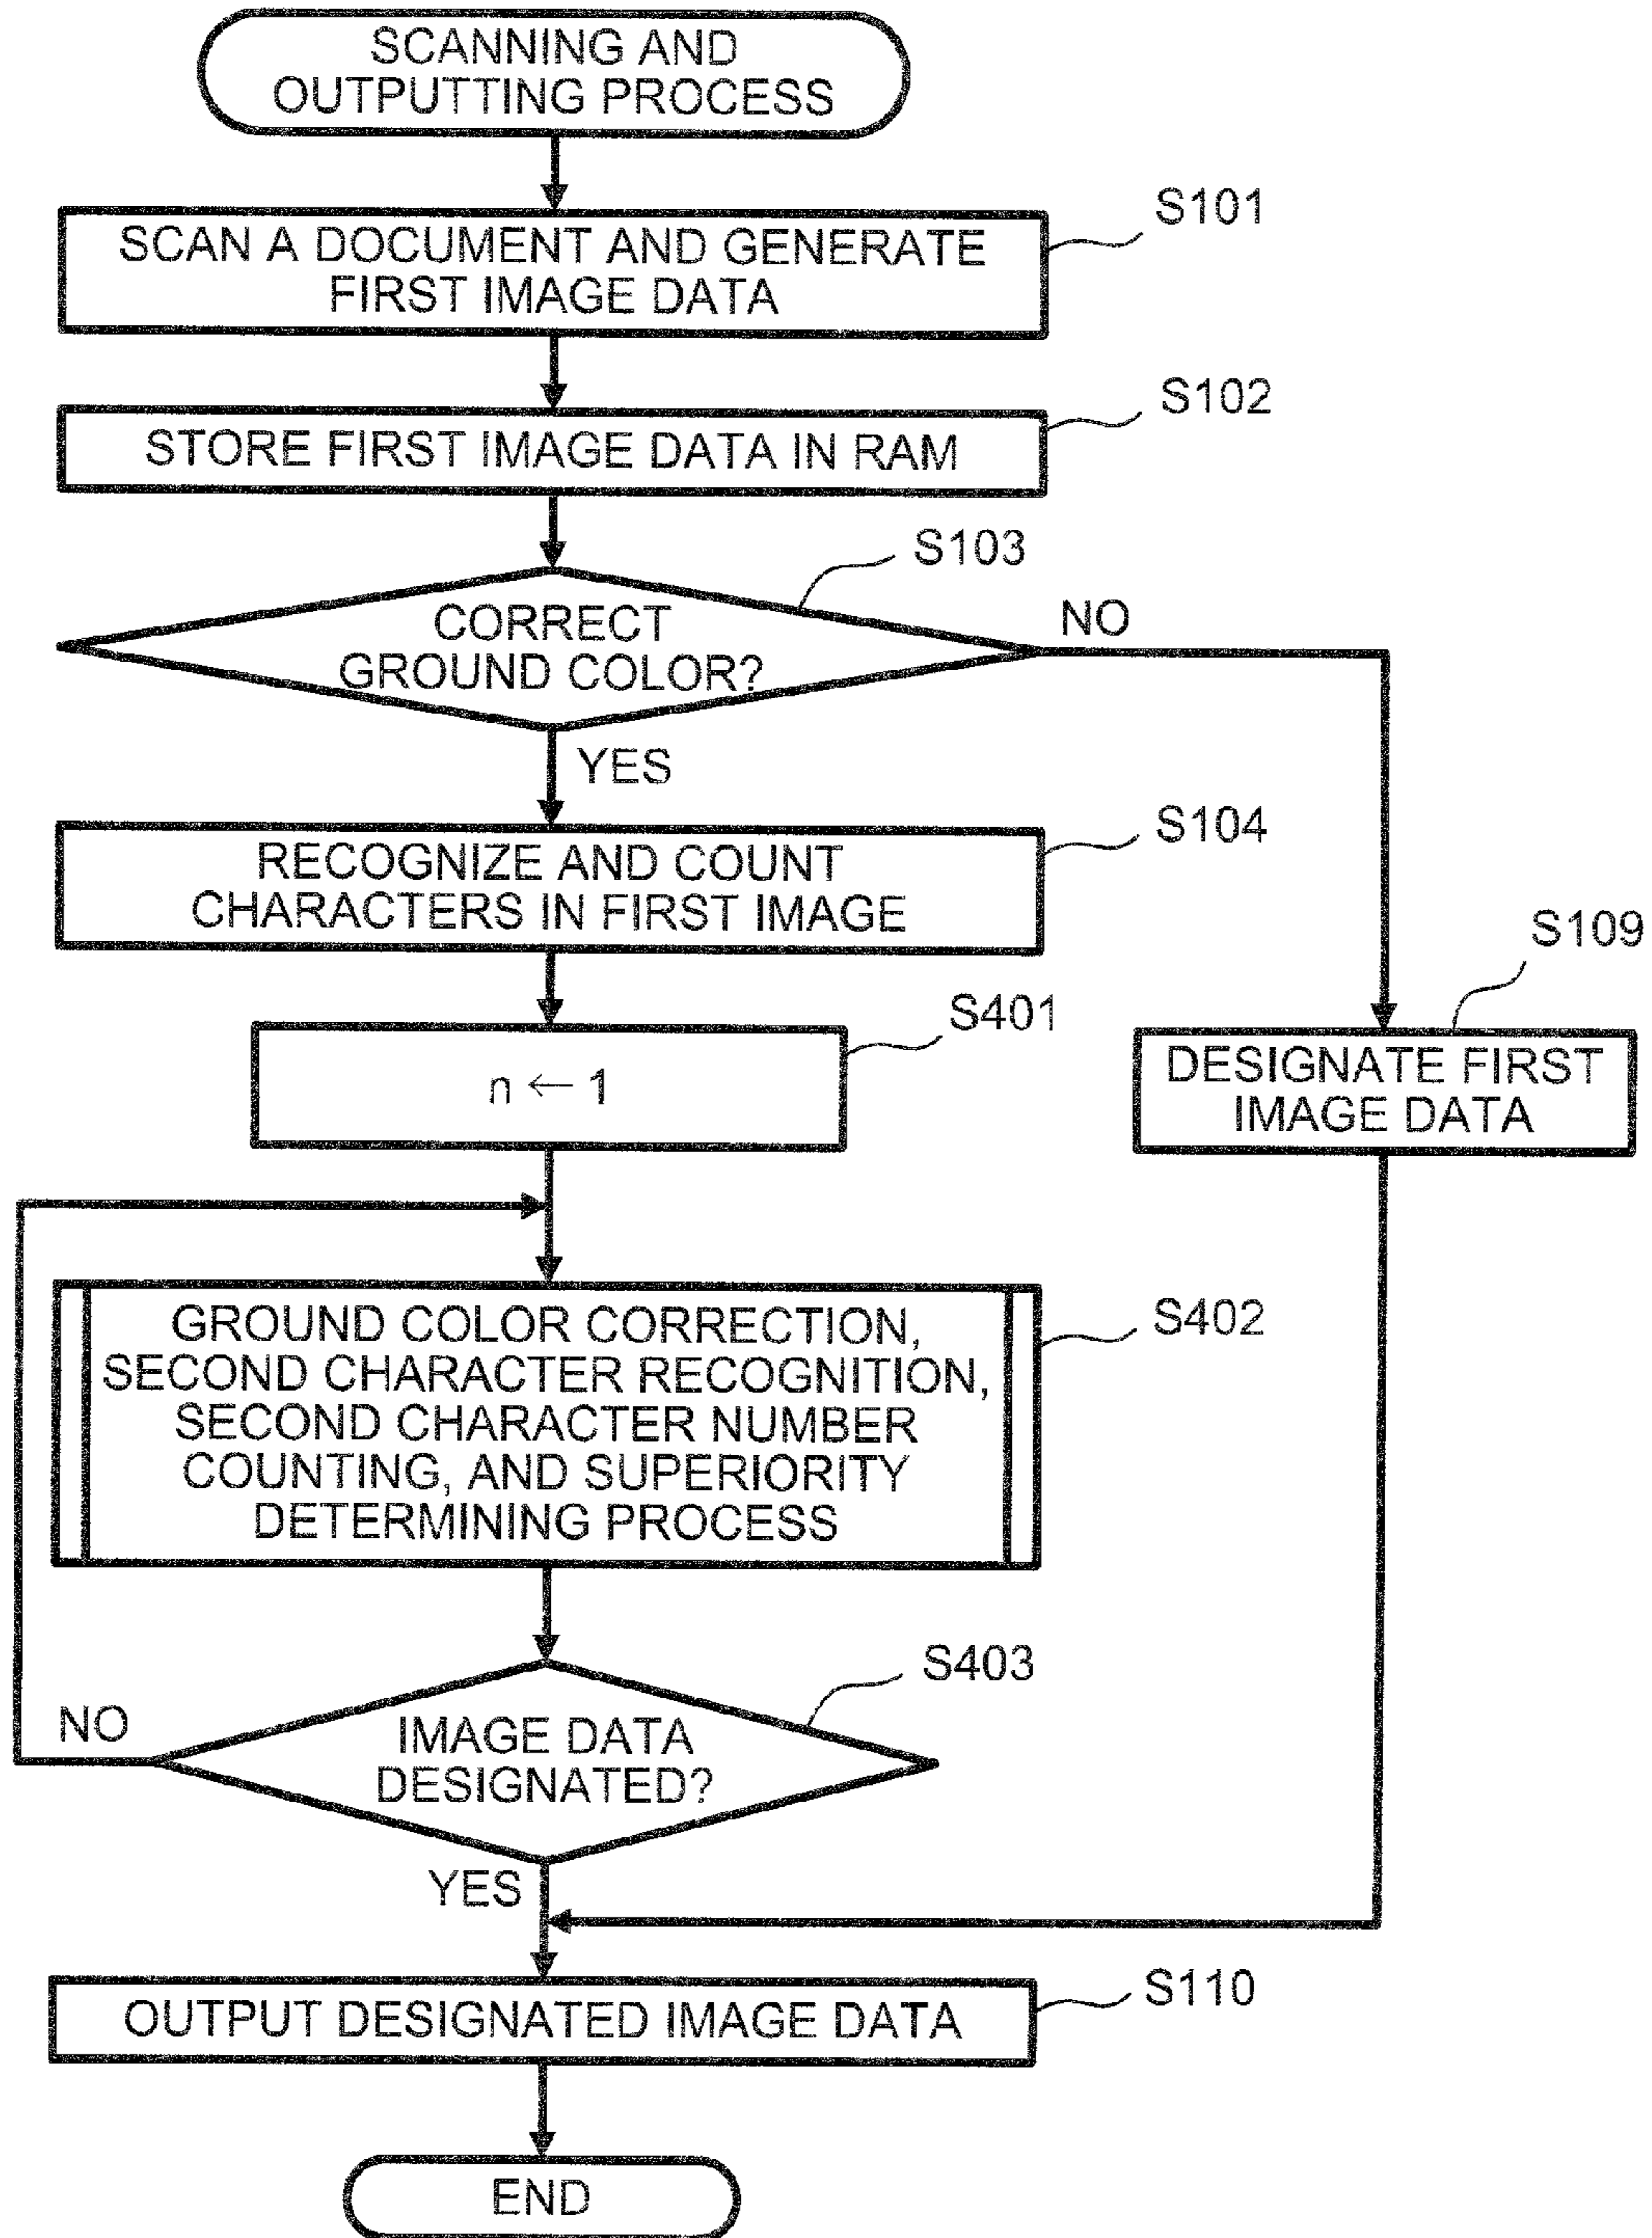 SCANNING AND
OUTPUTTING PROCESS
S101
SCAN A DOCUMENT AND GENERATE
FIRST IMAGE DATA
S102
STORE FIRST IMAGE DATA IN RAM
S103
CORRECT
GROUND COLOR?
NO
YES
S104
RECOGNIZE AND COUNT
CHARACTERS IN FIRST IMAGE
S109
DESIGNATE FIRST
IMAGE DATA
S401
n ← 1
S402
GROUND COLOR CORRECTION,
SECOND CHARACTER RECOGNITION,
SECOND CHARACTER NUMBER
COUNTING, AND SUPERIORITY
DETERMINING PROCESS
S403
NO
IMAGE DATA
DESIGNATED?
YES
S110
OUTPUT DESIGNATED IMAGE DATA
END